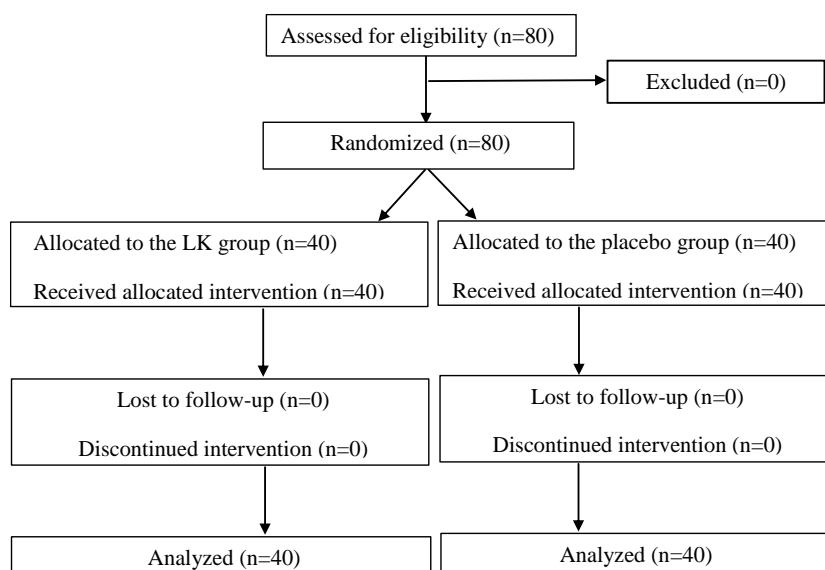 Assessed for eligibility (n=80)
Excluded (n=0)
Randomized (n=80)
Allocated to the LK group (n=40)
Received allocated intervention (n=40)
Allocated to the placebo group (n=40)
Received allocated intervention (n=40)
Lost to follow-up (n=0)
Discontinued intervention (n=0)
Lost to follow-up (n=0)
Discontinued intervention (n=0)
Analyzed (n=40)
Analyzed (n=40)